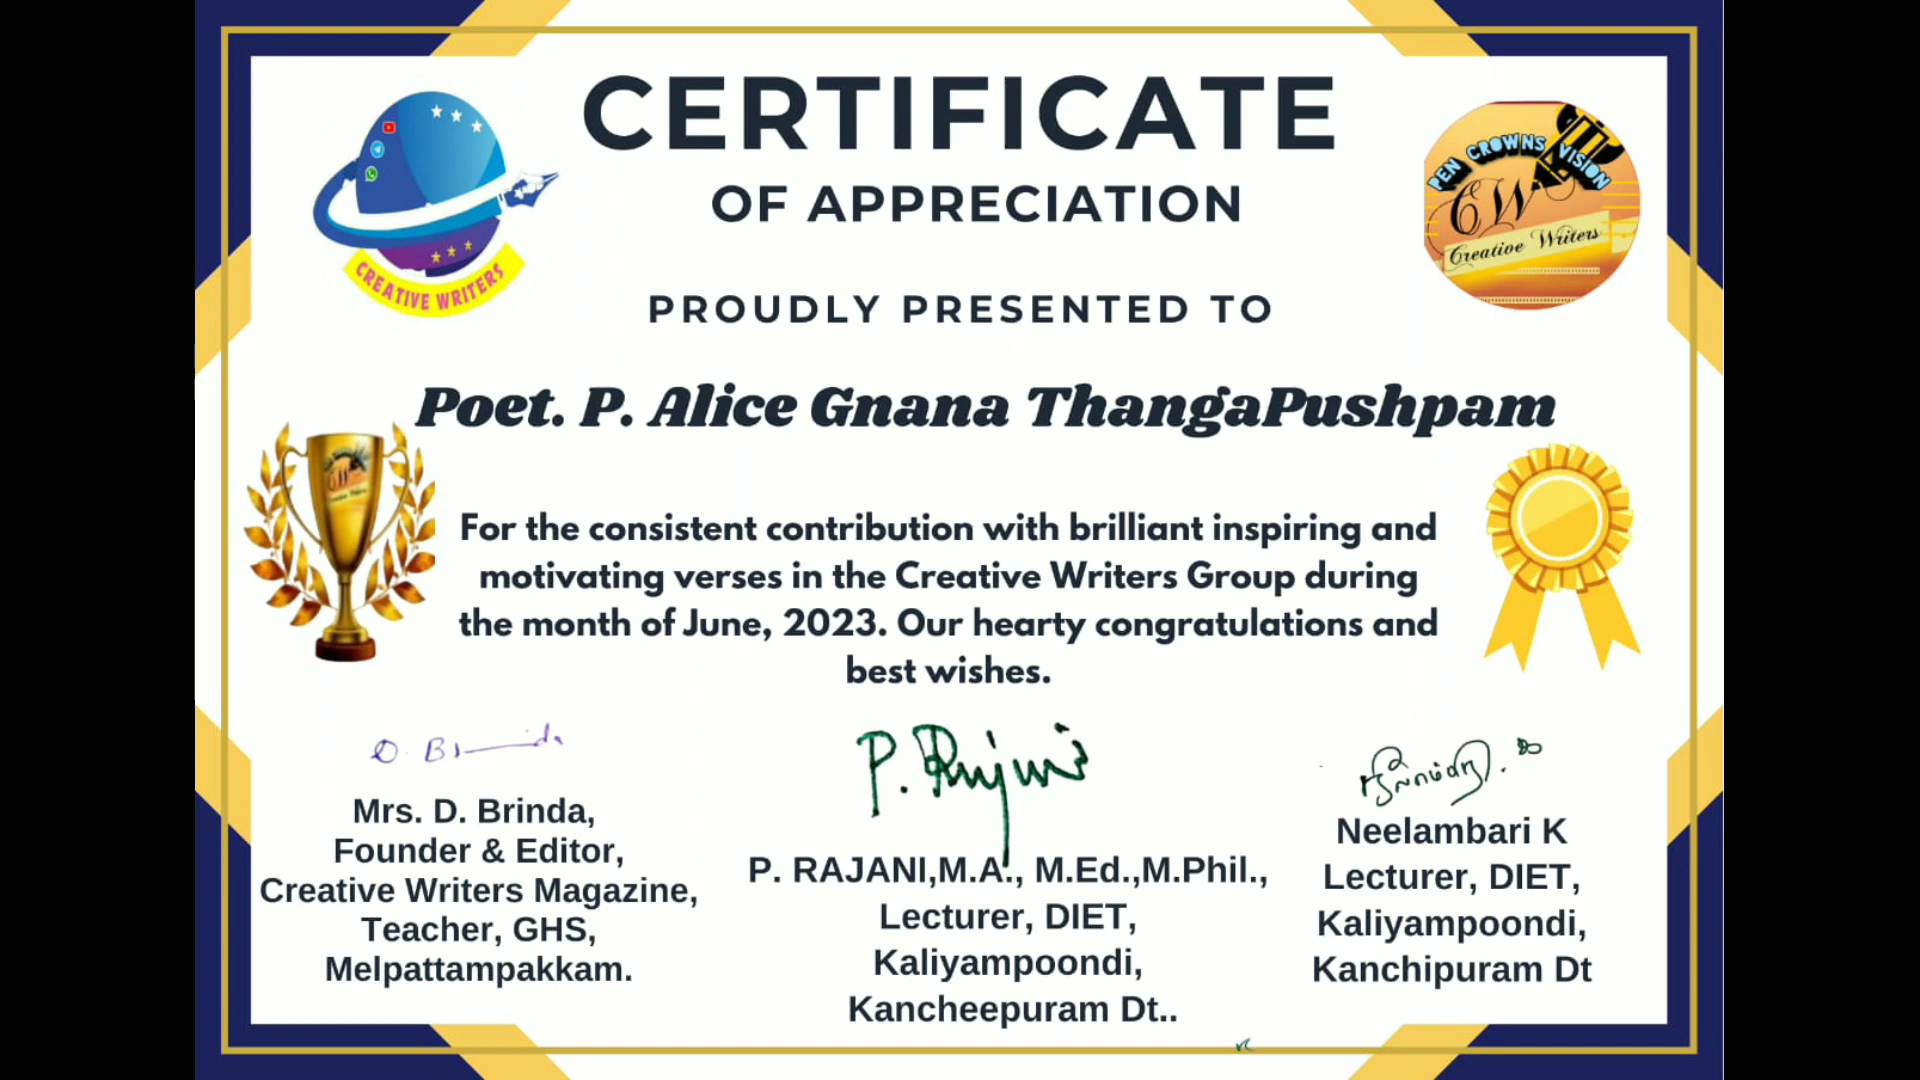 CERTIFICATE
OF APPRECIATION
CREATIVE WRITERS
PEN CROWNS VISION
CW
Creative Writers
PROUDLY PRESENTED TO
Poet. P. Alice Gnana ThangaPushpam
For the consistent contribution with brilliant inspiring and
motivating verses in the Creative Writers Group during
the month of June, 2023. Our hearty congratulations and
best wishes.
D. Brinda
Mrs. D. Brinda,
Founder & Editor,
Creative Writers Magazine,
Teacher, GHS,
Melpattampakkam.
P. Rajani
P. RAJANI,M.A., M.Ed.,M.Phil.,
Lecturer, DIET,
Kaliyampoondi,
Kancheepuram Dt..
Neelambari K
Lecturer, DIET,
Kaliyampoondi,
Kanchipuram Dt